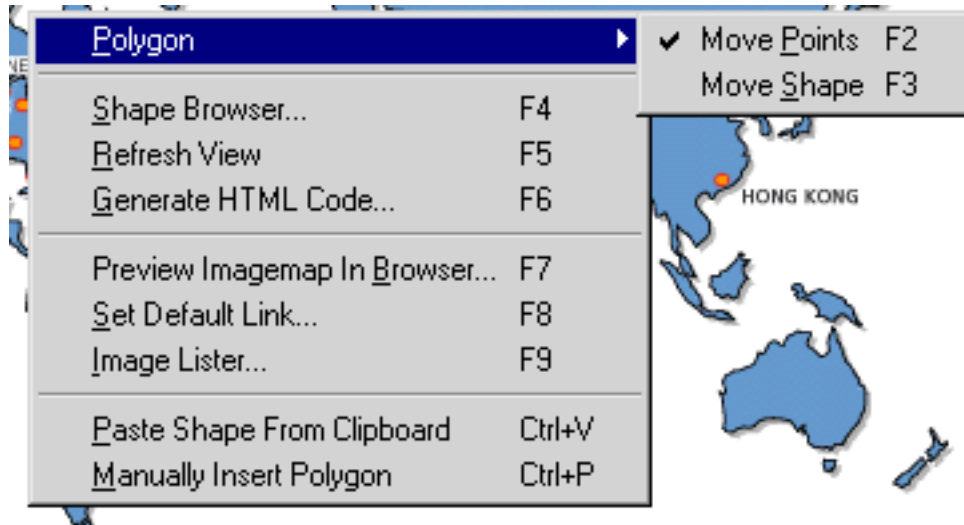 Polygon
Move Points F2
Move Shape F3
Shape Browser... F4
Refresh View F5
Generate HTML Code... F6
Preview Imagemap In Browser... F7
Set Default Link... F8
Image Lister... F9
Paste Shape From Clipboard Ctrl+V
Manually Insert Polygon Ctrl+P
HONG KONG